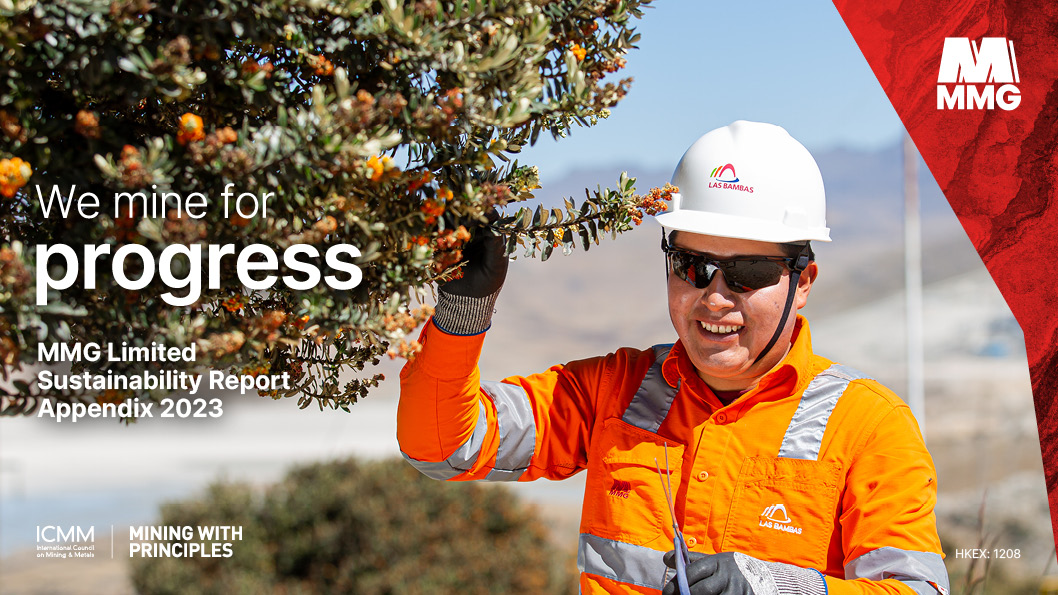 We mine for
progress
MMG Limited
Sustainability Report
Appendix 2023
ICMM
International Council
on Mining & Metals
MINING WITH
PRINCIPLES
MMG
LAS BAMBAS
MMG
LAS BAMBAS
HKEX: 1208